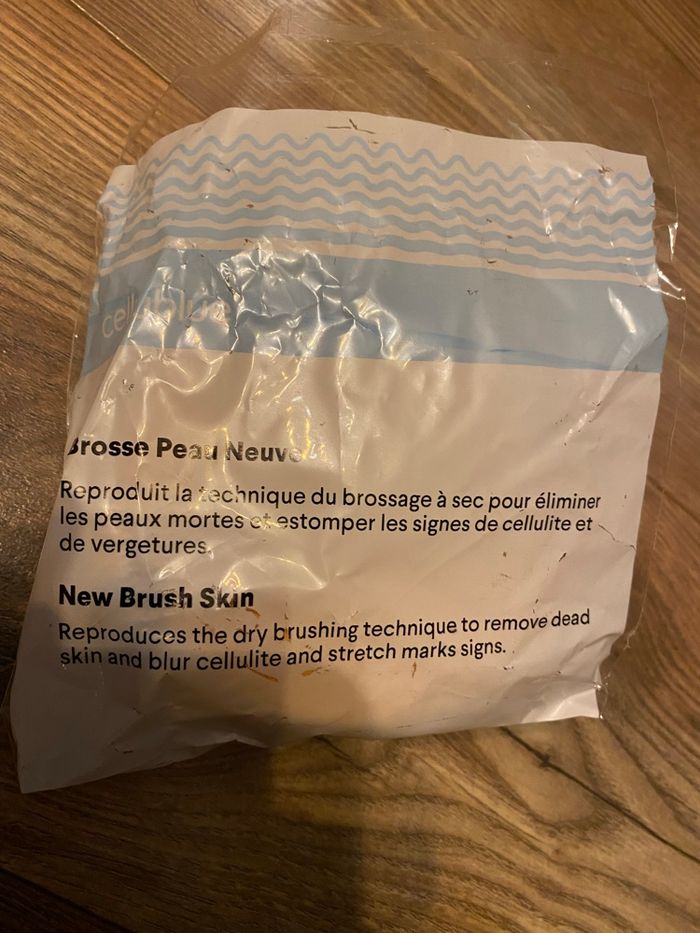 cellublue
Brosse Peau Neuve
Reproduit la technique du brossage à sec pour éliminer
les peaux mortes et estomper les signes de cellulite et
de vergetures.
New Brush Skin
Reproduces the dry brushing technique to remove dead
skin and blur cellulite and stretch marks signs.